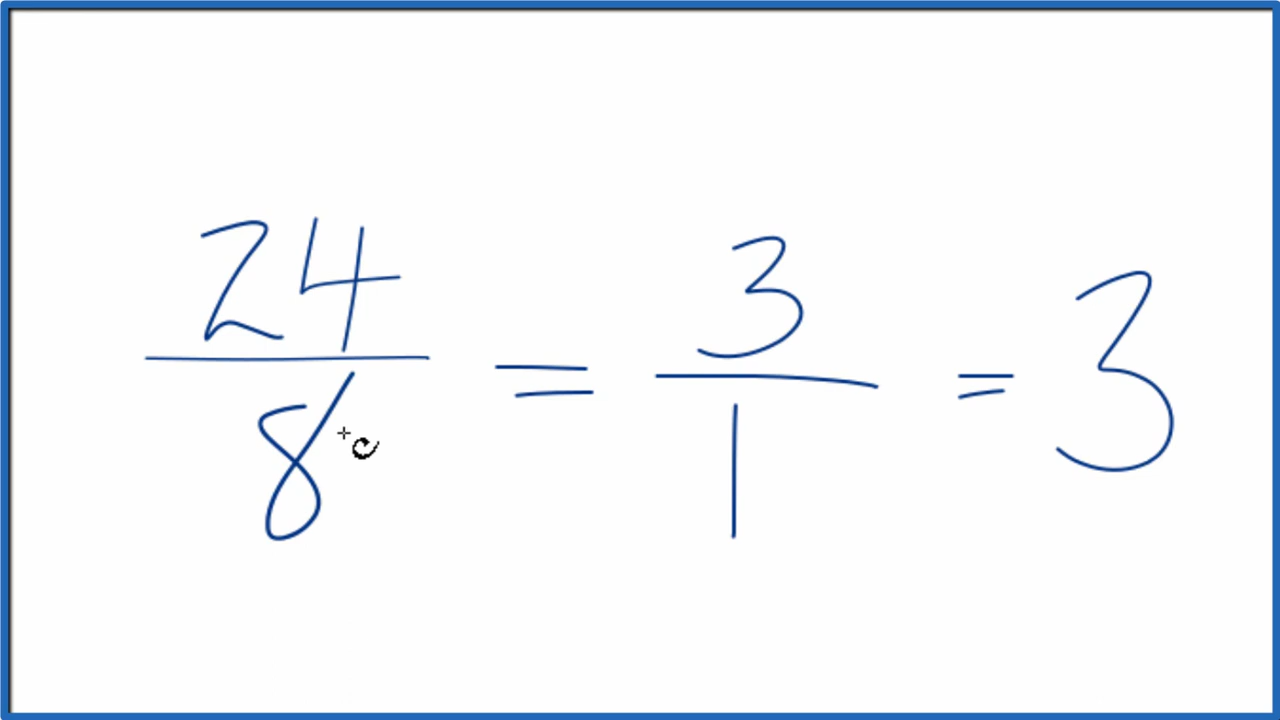 24/8 = 3/1 = 3